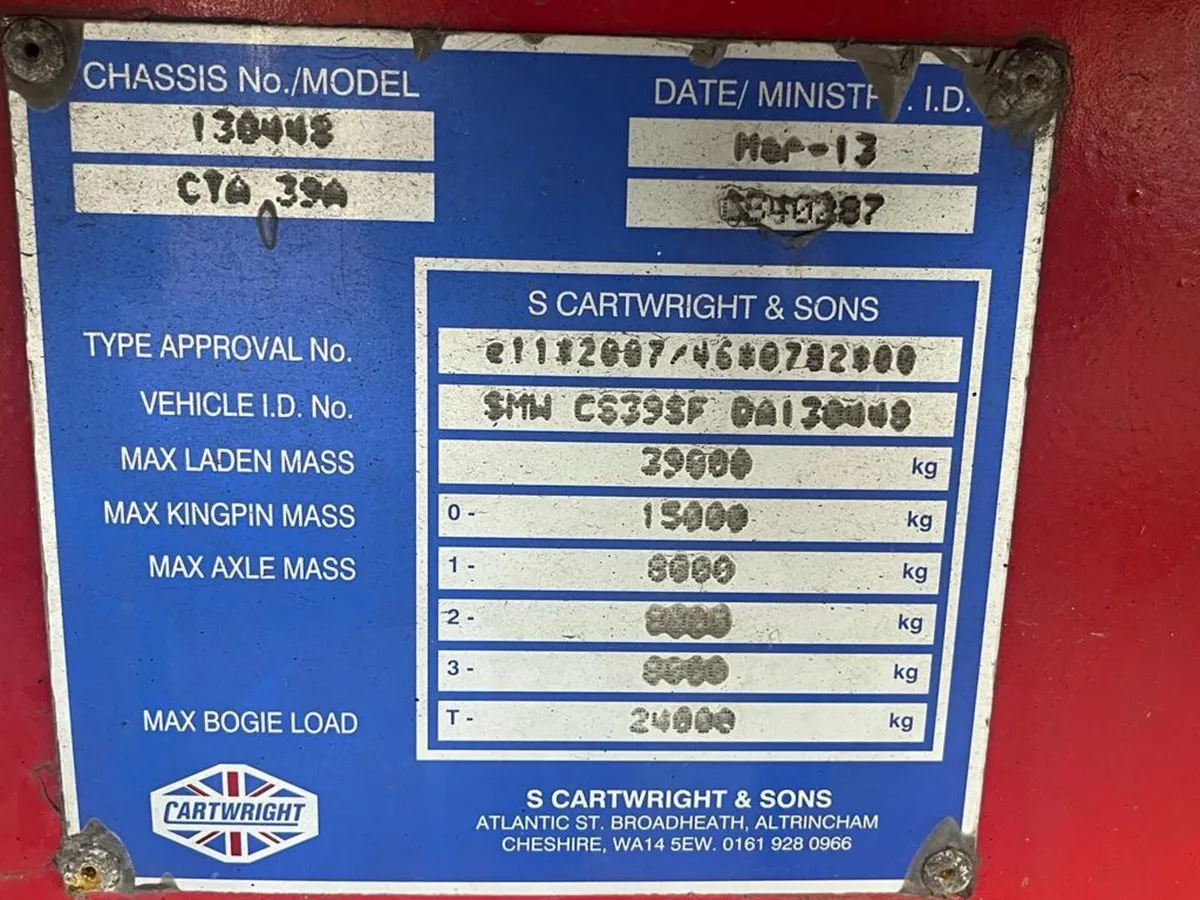 CHASSIS No./MODEL
130448
CTA 39A
DATE/ MINISTR . I.D.
Mar-13
S CARTWRIGHT & SONS
TYPE APPROVAL No. e11*2007/46*0782*00
VEHICLE I.D. No. SMW CS39SF DA130448
MAX LADEN MASS 39000 kg
MAX KINGPIN MASS 0- 15000 kg
MAX AXLE MASS 1- 8000 kg
2- 8000 kg
3- 8000 kg
MAX BOGIE LOAD T- 24000 kg
CARTWRIGHT
S CARTWRIGHT & SONS
ATLANTIC ST. BROADHEATH, ALTRINCHAM
CHESHIRE, WA14 5EW. 0161 928 0966